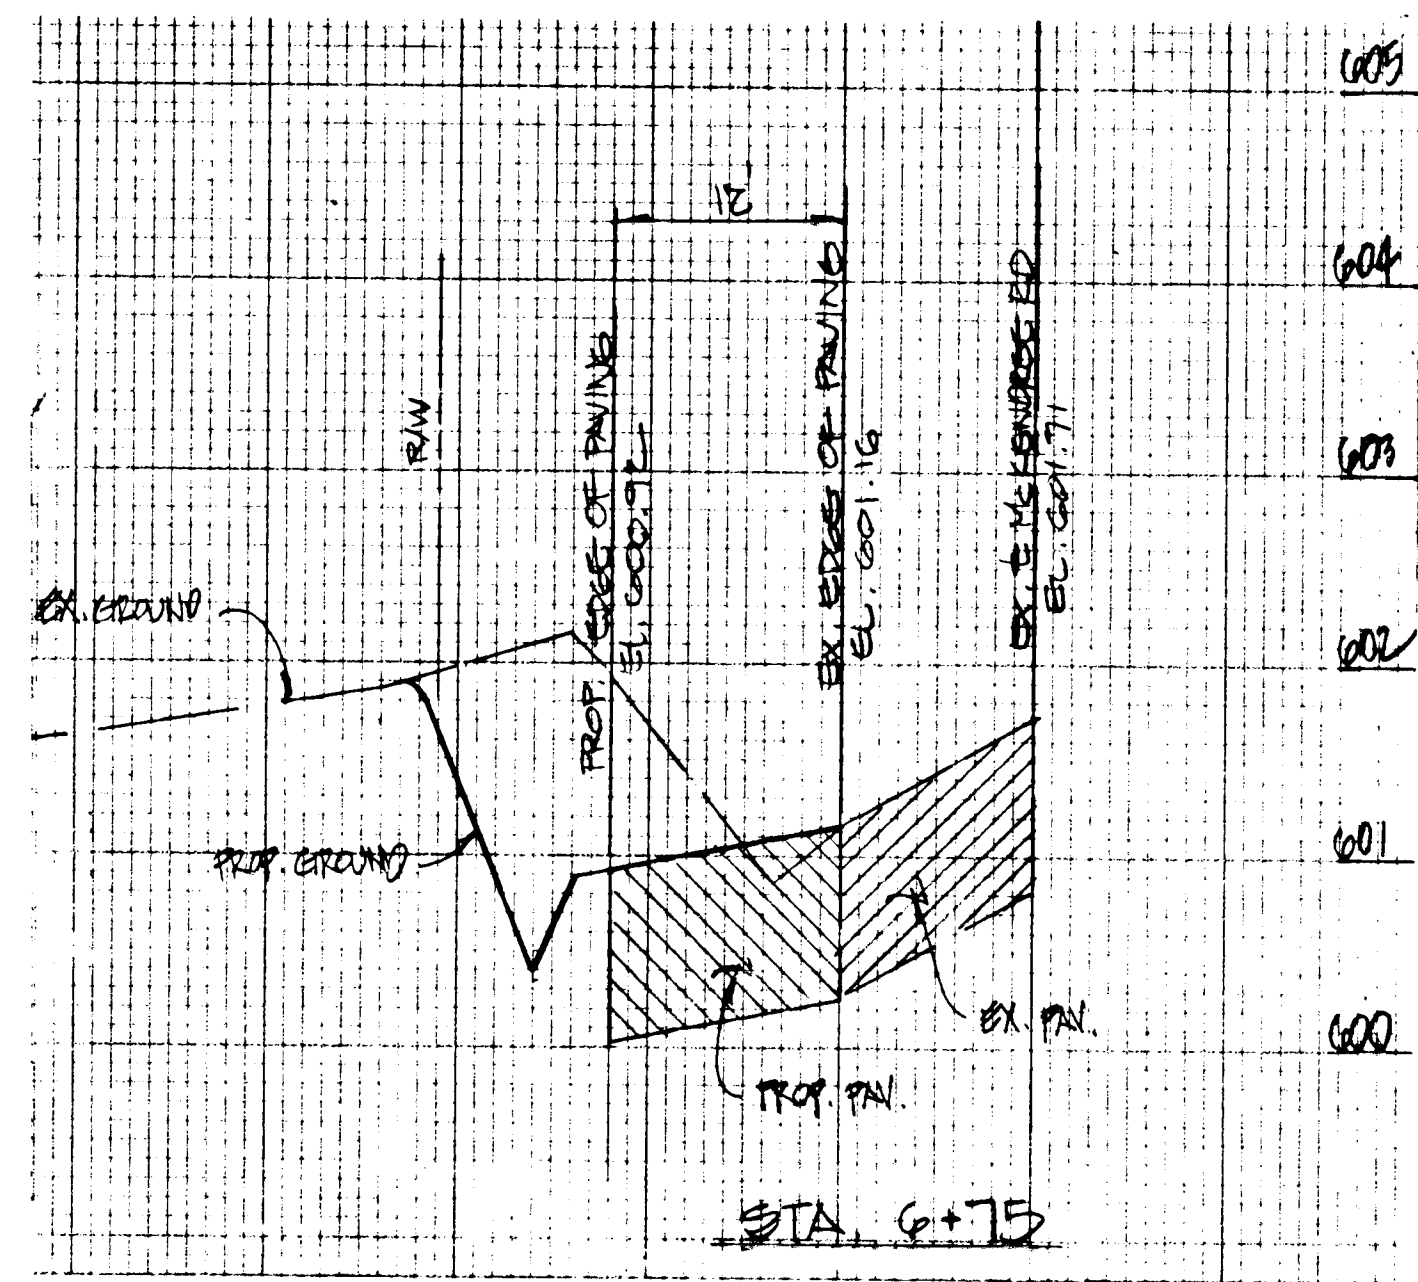 605
12'
604
R/W
PROP. EDGE OF PAVING
EL. 600.92
EX. EDGE OF PAVING
EL. 601.16
EX. ℄ McKENDREE RD
EL. 601.71
603
EX. GROUND
602
PROP. GROUND
601
EX. PAV.
600
PROP. PAV.
STA. 6+75